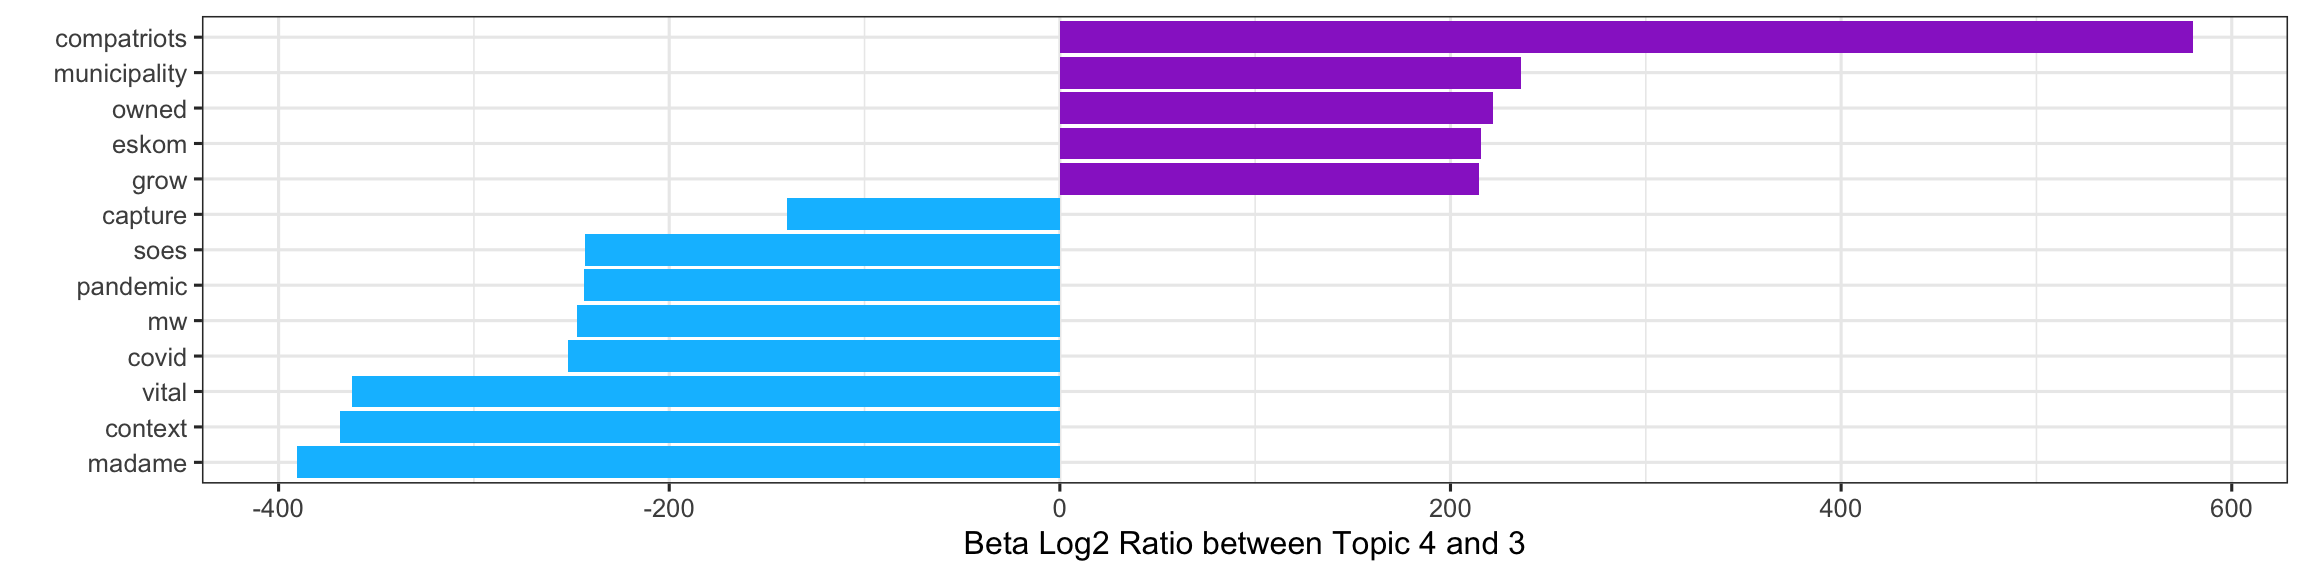 compatriots
municipality
owned
eskom
grow
capture
soes
pandemic
mw
covid
vital
context
madame
-400 -200 0 200 400 600
Beta Log2 Ratio between Topic 4 and 3